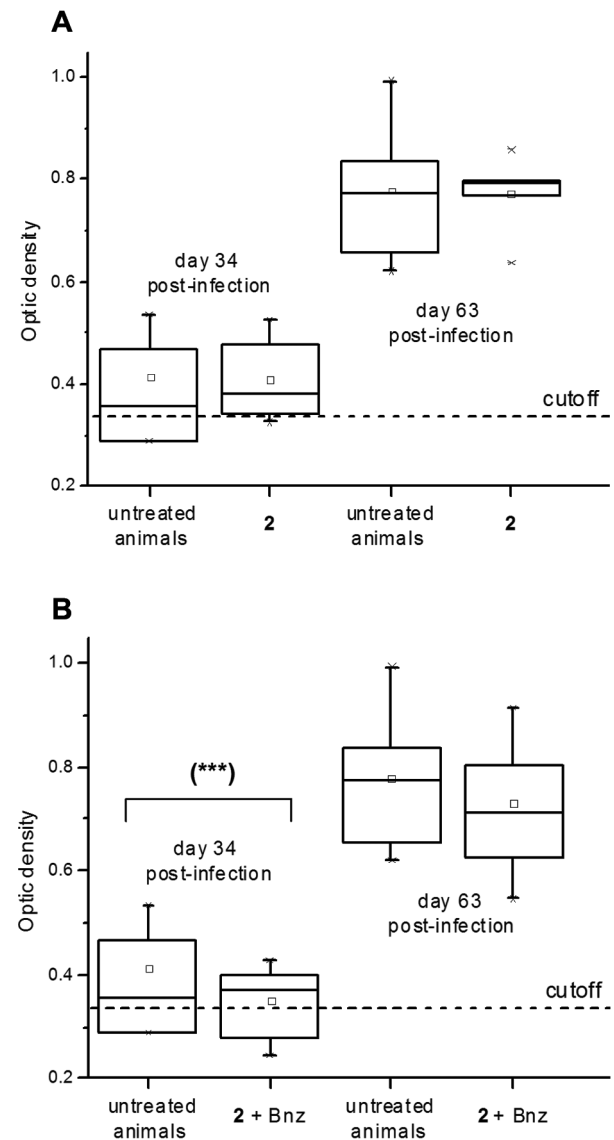 A
1.0
0.8
0.6
0.4
0.2
Optic density
day 34
post-infection
day 63
post-infection
cutoff
untreated
animals
2
untreated
animals
2
B
1.0
0.8
0.6
0.4
0.2
Optic density
(***)
day 34
post-infection
day 63
post-infection
cutoff
untreated
animals
2 + Bnz
untreated
animals
2 + Bnz